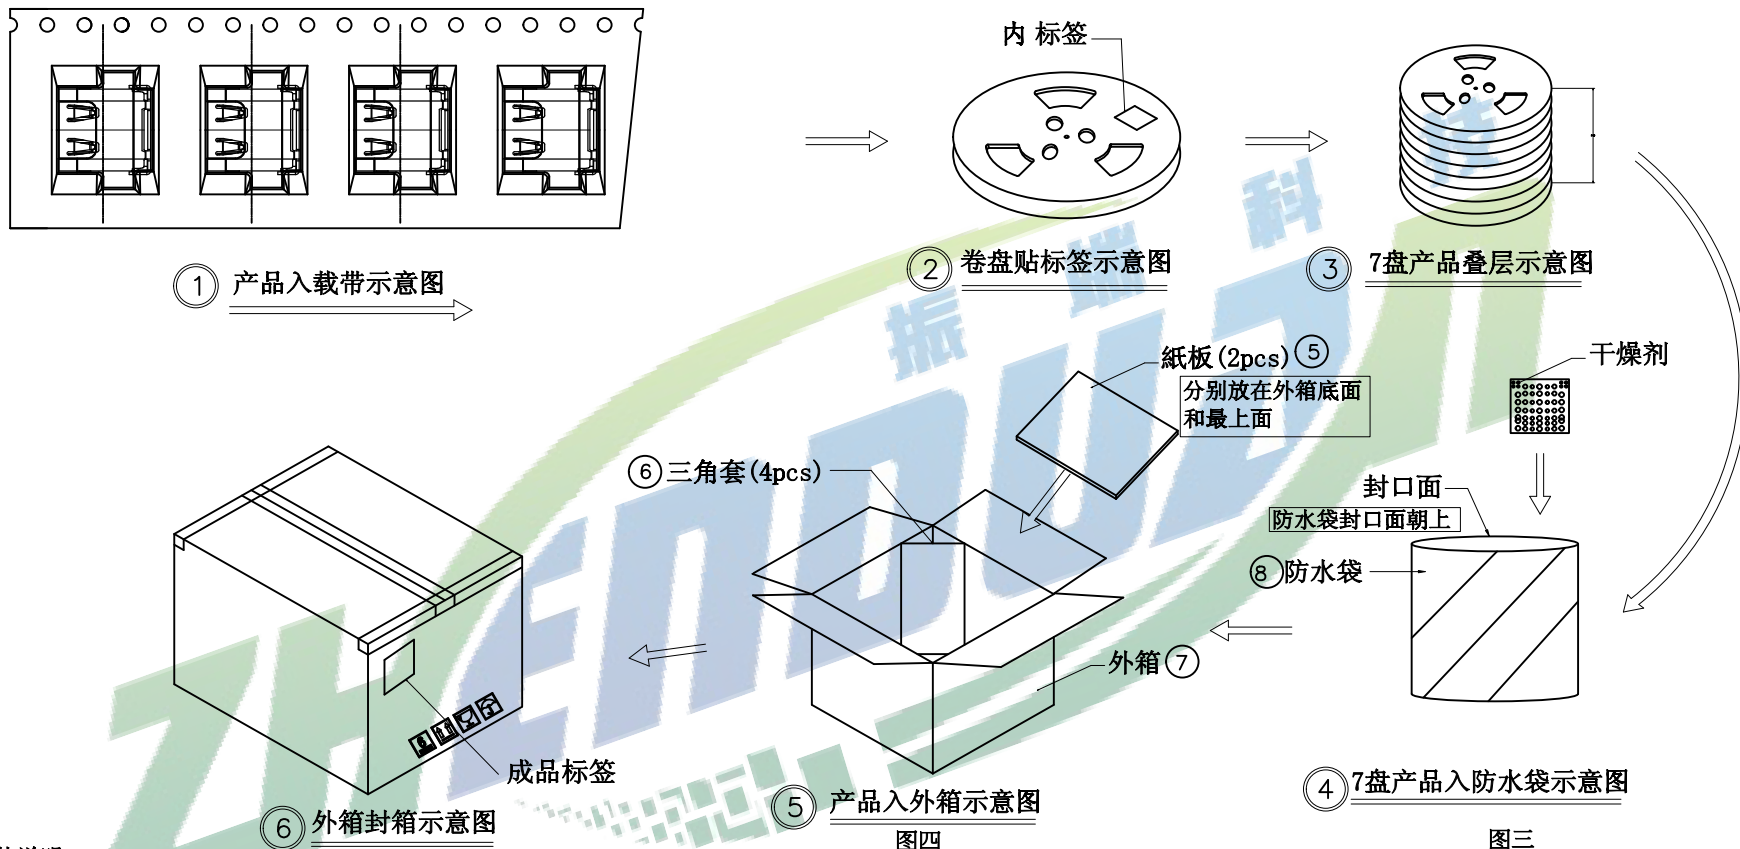 内 标签
① 产品入载带示意图
② 卷盘贴标签示意图
③ 7盘产品叠层示意图
振瑞科技
ZHENDUZN
紙板(2pcs) ⑤
分别放在外箱底面
和最上面
干燥剂
⑥ 三角套(4pcs)
封口面
防水袋封口面朝上
⑧ 防水袋
外箱 ⑦
成品标签
④ 7盘产品入防水袋示意图
⑤ 产品入外箱示意图
⑥ 外箱封箱示意图
图四
图三